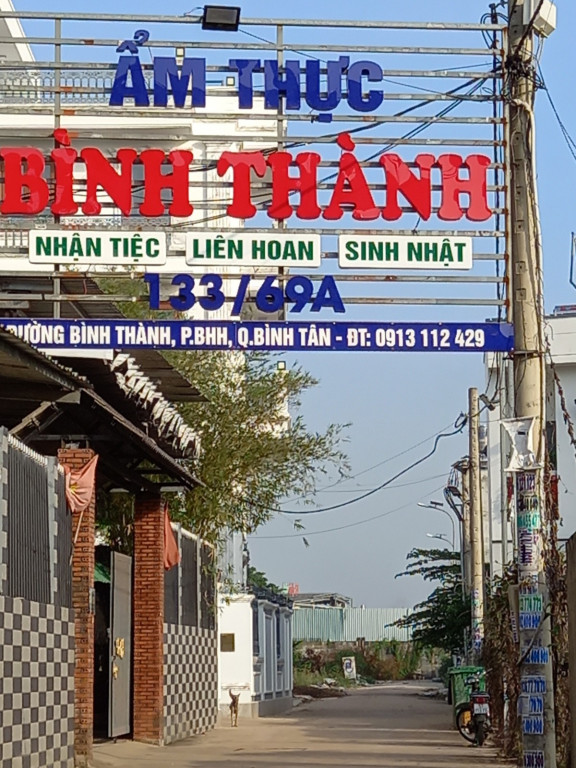 ẨM THỰC
BÌNH THÀNH
NHẬN TIỆC LIÊN HOAN SINH NHẬT
133/69A
BÌNH THÀNH, P.BHH, Q.BÌNH TÂN - ĐT: 0913 112 429